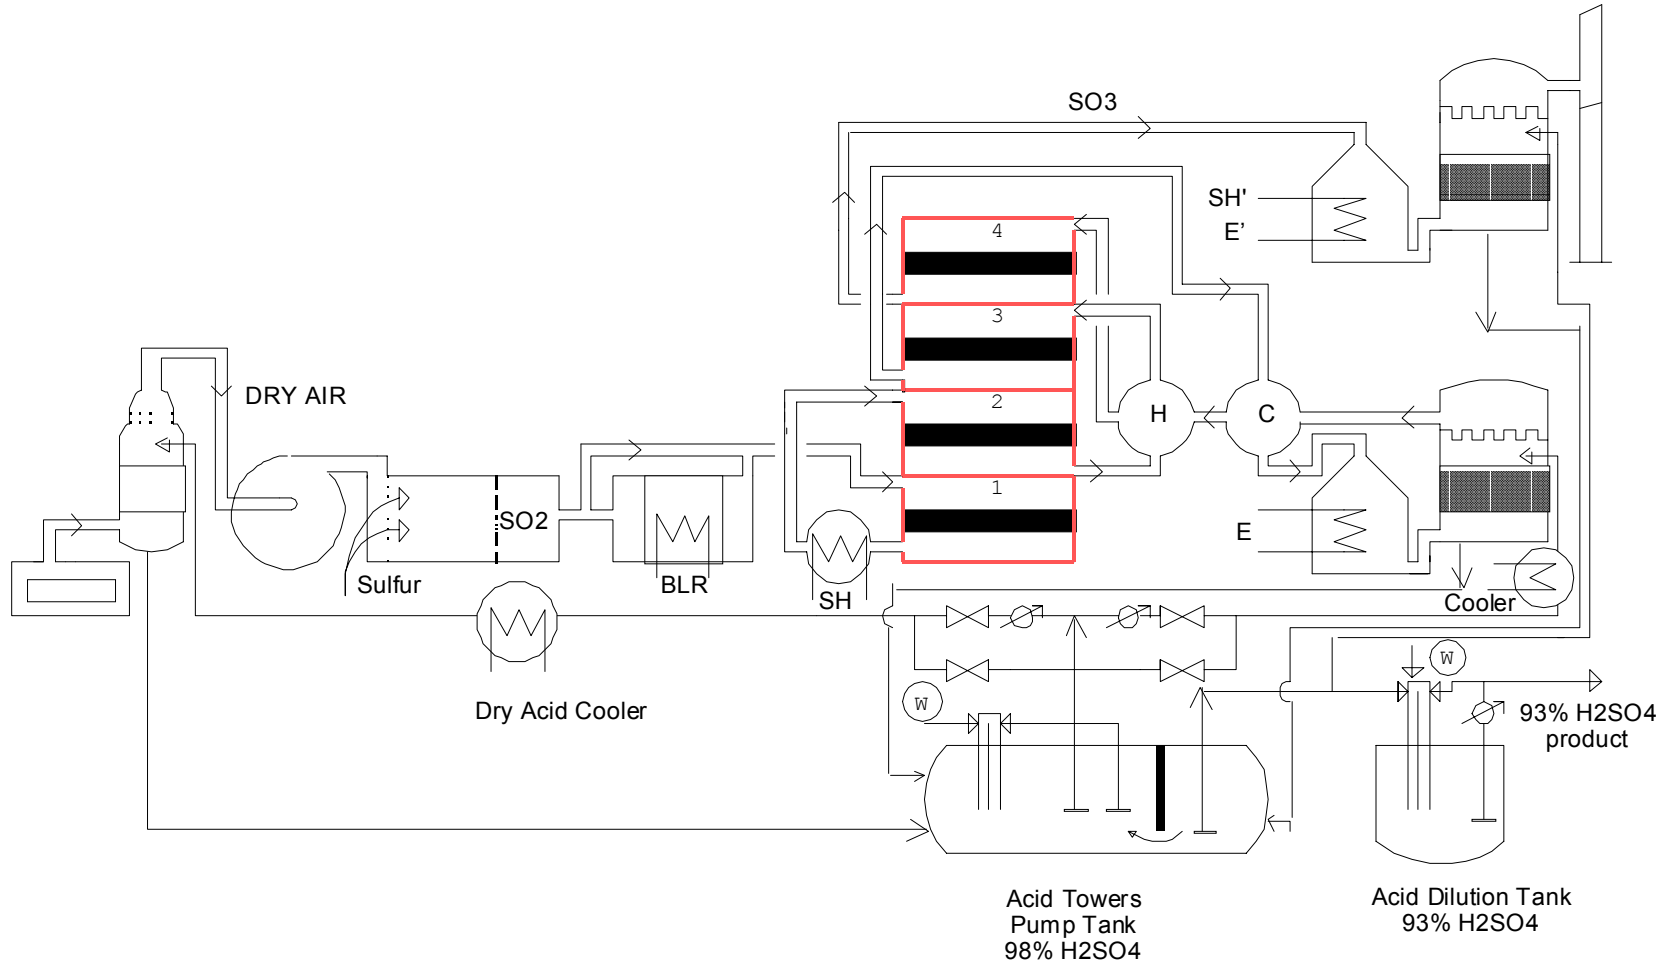 SO3
SH'
E’
4
3
DRY AIR
2
H
C
1
SO2
E
Sulfur
BLR
SH
Cooler
W
W
Dry Acid Cooler
93% H2SO4
product
Acid Towers
Pump Tank
98% H2SO4
Acid Dilution Tank
93% H2SO4